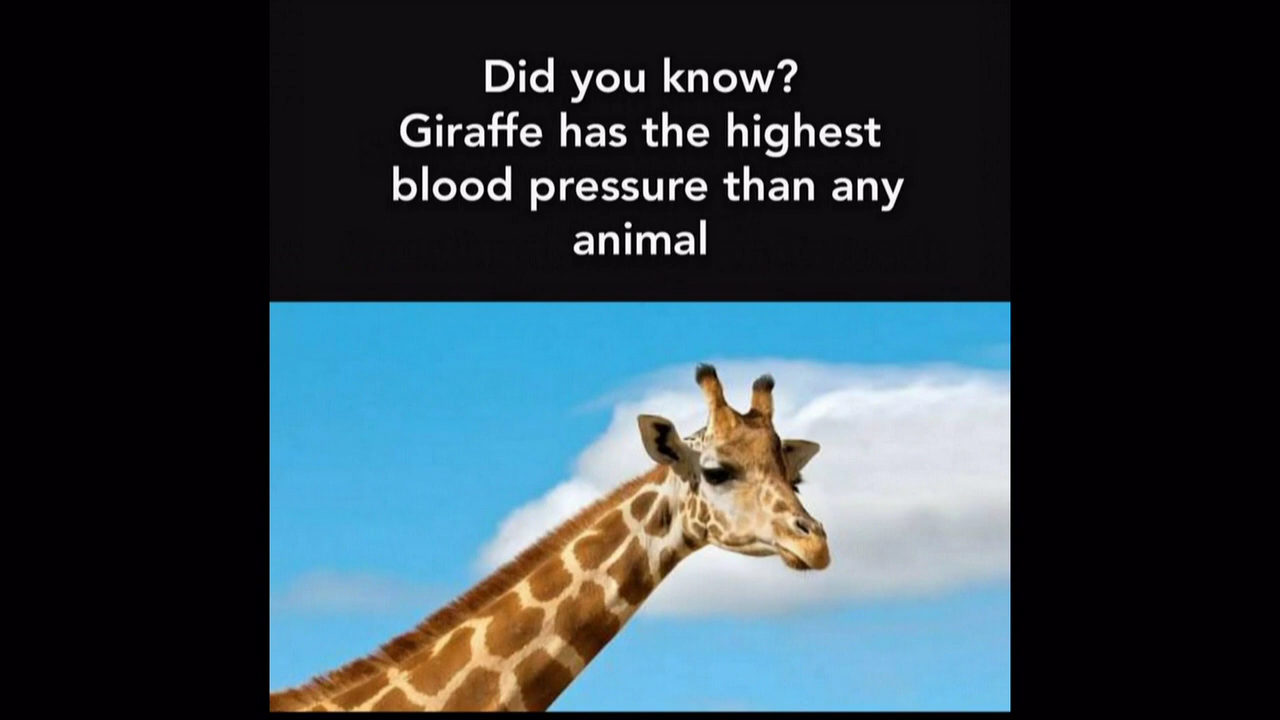 Did you know?
Giraffe has the highest
blood pressure than any
animal